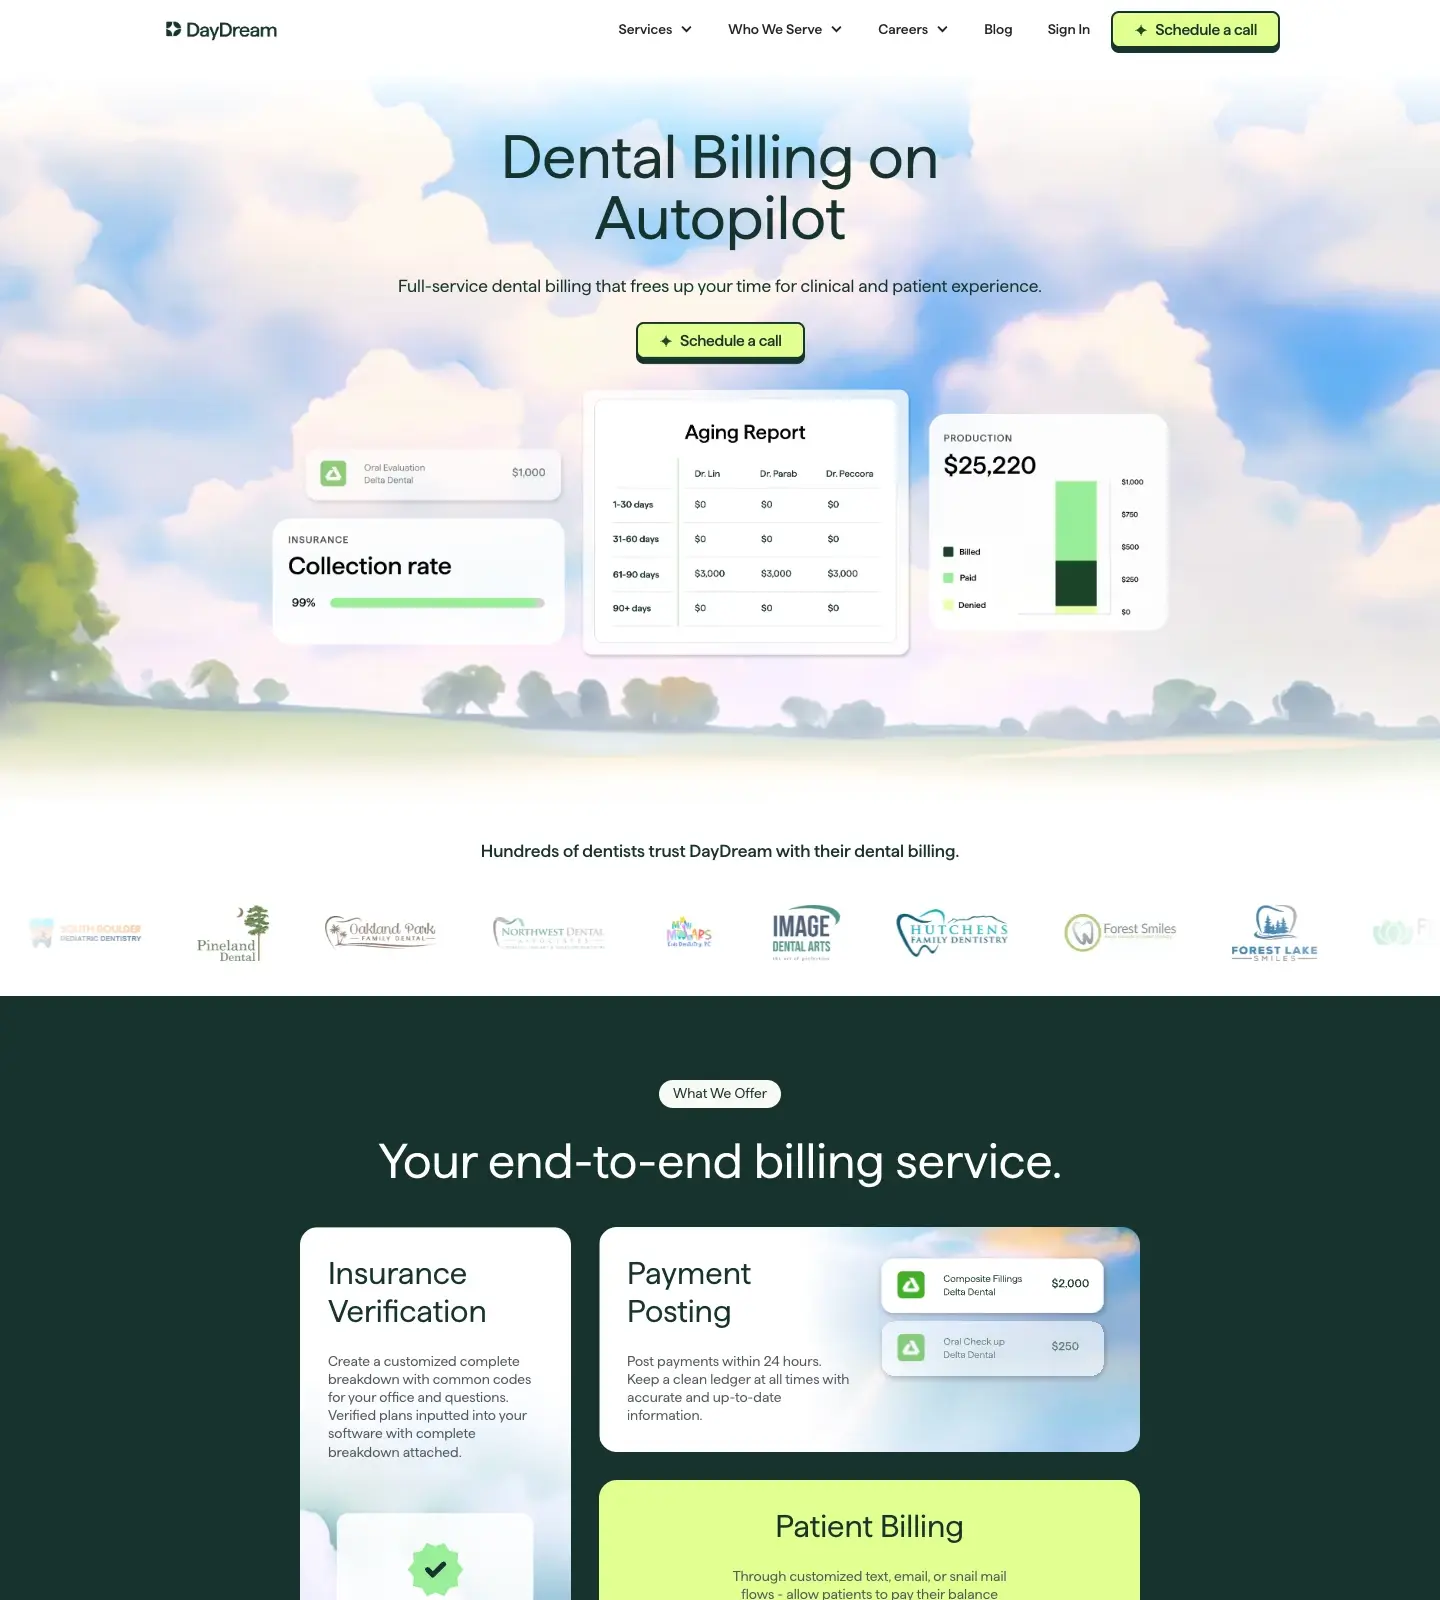 DayDream
Services
Who We Serve
Careers
Blog
Sign In
Schedule a call
Dental Billing on
Autopilot
Full-service dental billing that frees up your time for clinical and patient experience.
Schedule a call
Oral Evaluation
Delta Dental
$1,000
INSURANCE
Collection rate
99%
Aging Report
Dr. Lin Dr. Parab Dr. Peccora
1-30 days $0 $0 $0
31-60 days $0 $0 $0
61-90 days $3,000 $3,000 $3,000
90+ days $0 $0 $0
PRODUCTION
$25,220
Billed
Paid
Denied
$1,000
$750
$500
$250
$0
Hundreds of dentists trust DayDream with their dental billing.
SOUTH BOULDER
PEDIATRIC DENTISTRY
Pineland
Dental
Oakland Park
FAMILY DENTAL
NORTHWEST DENTAL
ASSOCIATES
MINI
MOLARS
IMAGE
DENTAL ARTS
the art of perfection
HUTCHENS
FAMILY DENTISTRY
Forest Smiles
FOREST LAKE
SMILES
What We Offer
Your end-to-end billing service.
Insurance
Verification
Create a customized complete
breakdown with common codes
for your office and questions.
Verified plans inputted into your
software with complete
breakdown attached.
Payment
Posting
Post payments within 24 hours.
Keep a clean ledger at all times with
accurate and up-to-date
information.
Composite Fillings
Delta Dental
$2,000
Oral Check up
Delta Dental
$250
Patient Billing
Through customized text, email, or snail mail
flows - allow patients to pay their balance